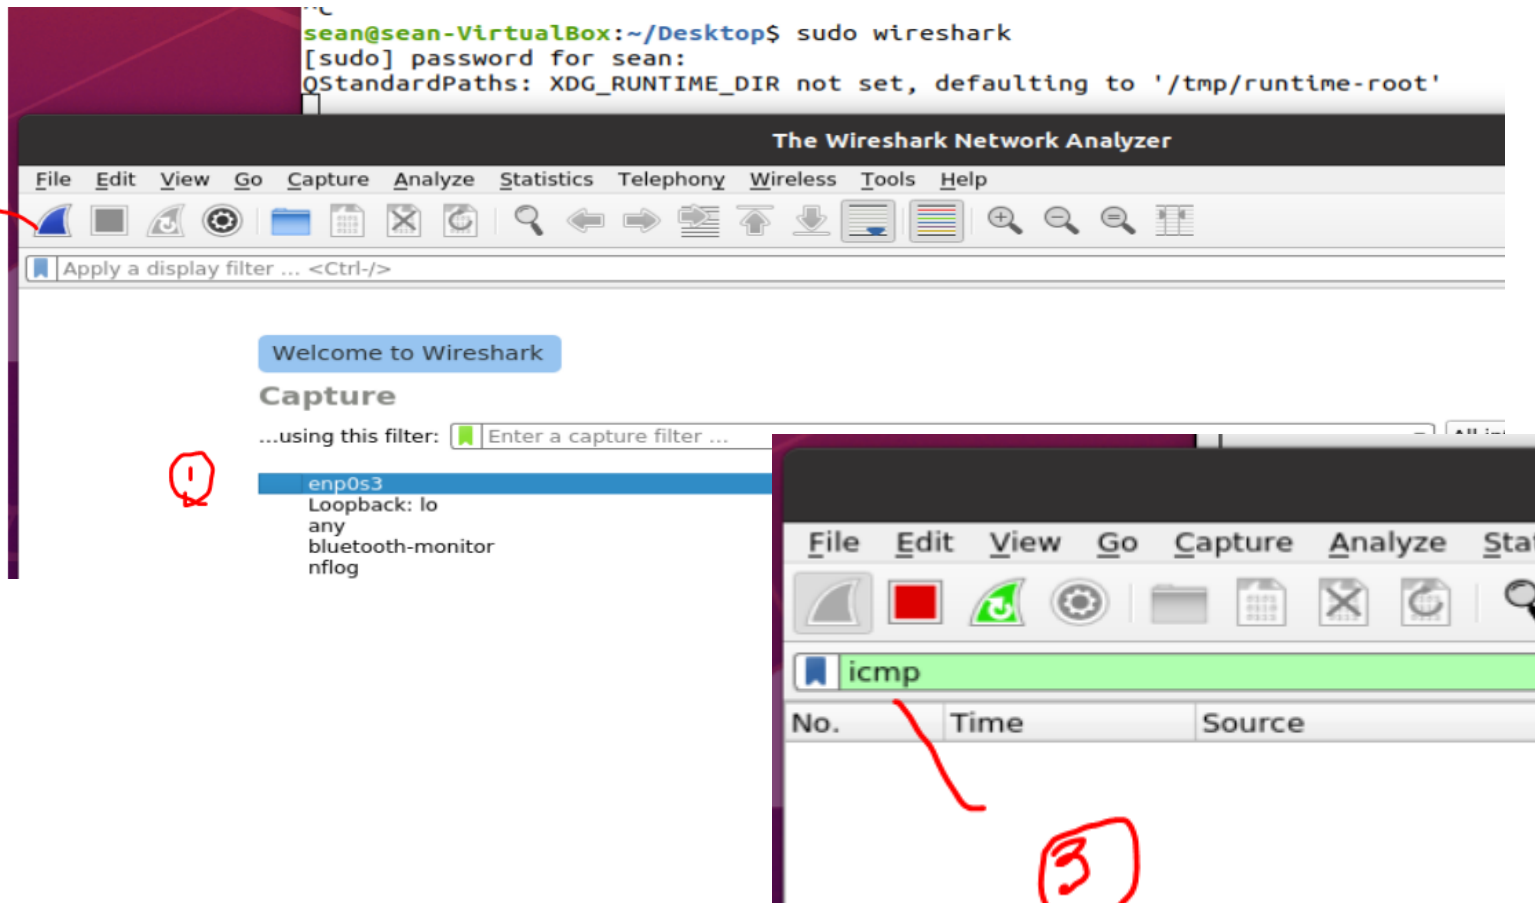 ^C
sean@sean-VirtualBox:~/Desktop$ sudo wireshark
[sudo] password for sean:
QStandardPaths: XDG_RUNTIME_DIR not set, defaulting to '/tmp/runtime-root'
The Wireshark Network Analyzer
File Edit View Go Capture Analyze Statistics Telephony Wireless Tools Help
Apply a display filter ... <Ctrl-/>
Welcome to Wireshark
Capture
...using this filter: Enter a capture filter ...
1
enp0s3
Loopback: lo
any
bluetooth-monitor
nflog
File Edit View Go Capture Analyze Sta
icmp
No. Time Source
3